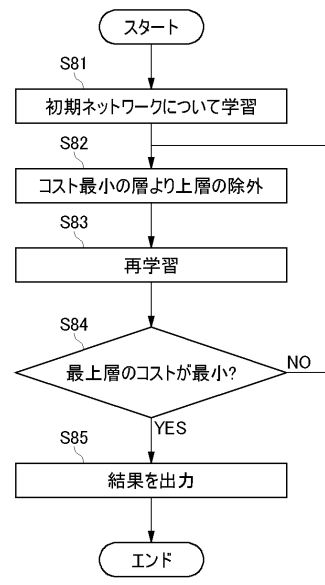 スタート
S81
初期ネットワークについて学習
S82
コスト最小の層より上層の除外
S83
再学習
S84
最上層のコストが最小?
NO
YES
S85
結果を出力
エンド